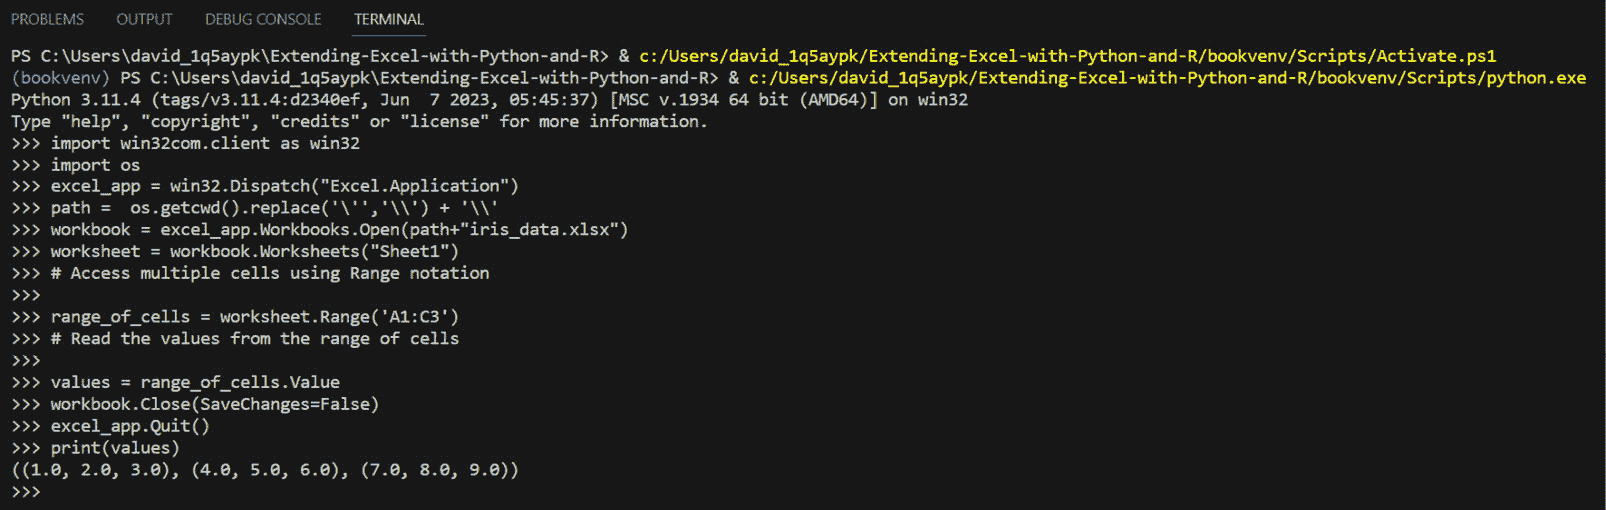 PROBLEMS OUTPUT DEBUG CONSOLE TERMINAL
PS C:\Users\david_1q5aypk\Extending-Excel-with-Python-and-R> & c:/Users/david_1q5aypk/Extending-Excel-with-Python-and-R/bookvenv/Scripts/Activate.ps1
(bookvenv) PS C:\Users\david_1q5aypk\Extending-Excel-with-Python-and-R> & c:/Users/david_1q5aypk/Extending-Excel-with-Python-and-R/bookvenv/Scripts/python.exe
Python 3.11.4 (tags/v3.11.4:d2340ef, Jun  7 2023, 05:45:37) [MSC v.1934 64 bit (AMD64)] on win32
Type "help", "copyright", "credits" or "license" for more information.
>>> import win32com.client as win32
>>> import os
>>> excel_app = win32.Dispatch("Excel.Application")
>>> path =  os.getcwd().replace('\'','\\') + '\\'
>>> workbook = excel_app.Workbooks.Open(path+"iris_data.xlsx")
>>> worksheet = workbook.Worksheets("Sheet1")
>>> # Access multiple cells using Range notation
>>>
>>> range_of_cells = worksheet.Range('A1:C3')
>>> # Read the values from the range of cells
>>>
>>> values = range_of_cells.Value
>>> workbook.Close(SaveChanges=False)
>>> excel_app.Quit()
>>> print(values)
((1.0, 2.0, 3.0), (4.0, 5.0, 6.0), (7.0, 8.0, 9.0))
>>>